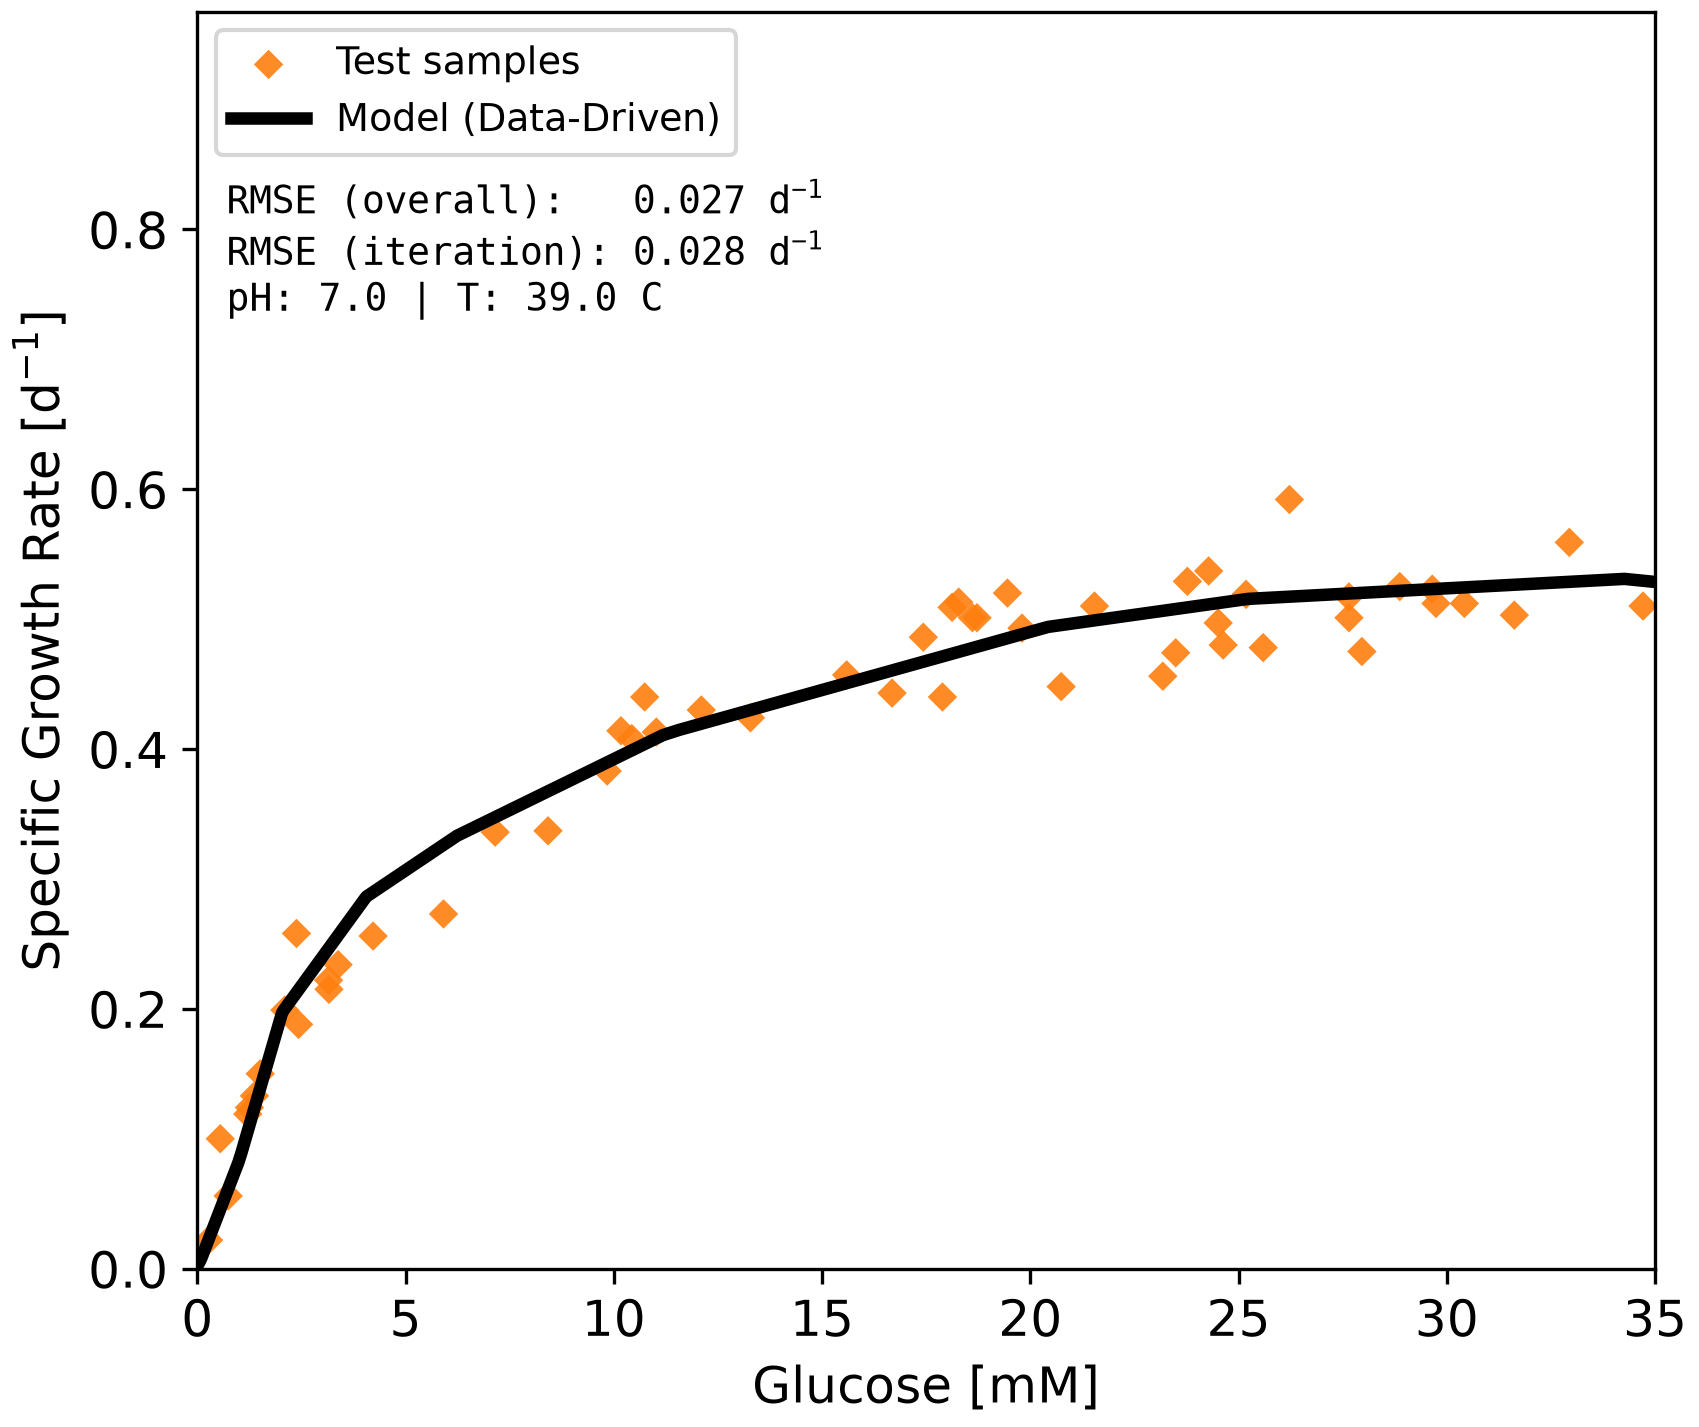 Test samples
Model (Data-Driven)
RMSE (overall):   0.027 d⁻¹
RMSE (iteration): 0.028 d⁻¹
pH: 7.0 | T: 39.0 C
0.8
0.6
0.4
0.2
0.0
Specific Growth Rate [d⁻¹]
0 5 10 15 20 25 30 35
Glucose [mM]